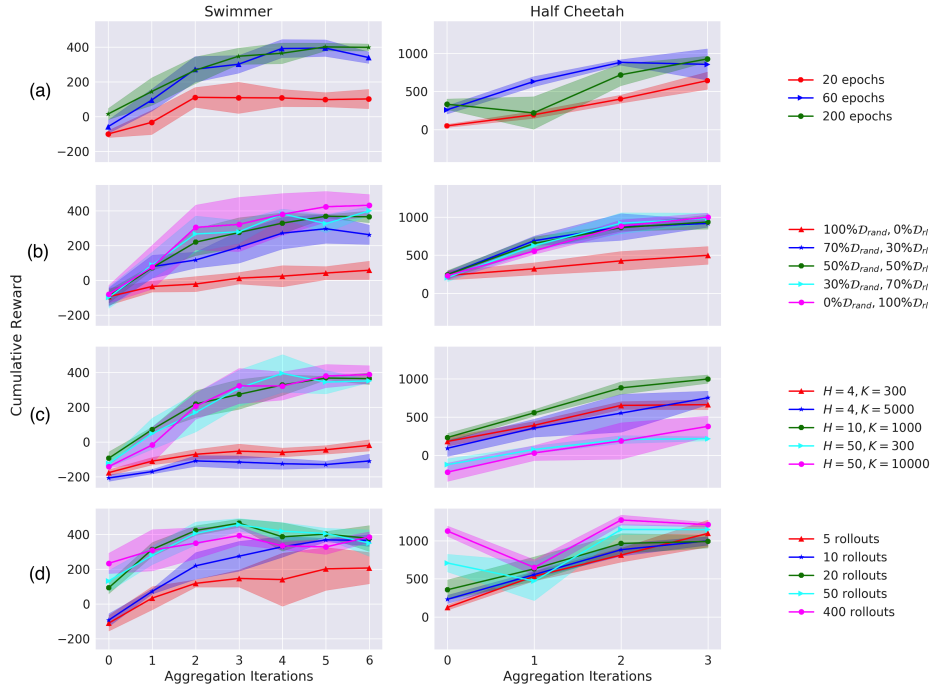 Swimmer
Half Cheetah
Cumulative Reward
(a)
400
200
0
−200
1000
500
0
20 epochs
60 epochs
200 epochs
(b)
400
200
0
−200
1000
500
0
100%𝒟rand, 0%𝒟rl
70%𝒟rand, 30%𝒟rl
50%𝒟rand, 50%𝒟rl
30%𝒟rand, 70%𝒟rl
0%𝒟rand, 100%𝒟rl
(c)
400
200
0
−200
1000
500
0
H = 4, K = 300
H = 4, K = 5000
H = 10, K = 1000
H = 50, K = 300
H = 50, K = 10000
(d)
400
200
0
−200
1000
500
0
5 rollouts
10 rollouts
20 rollouts
50 rollouts
400 rollouts
0 1 2 3 4 5 6
0 1 2 3
Aggregation Iterations
Aggregation Iterations